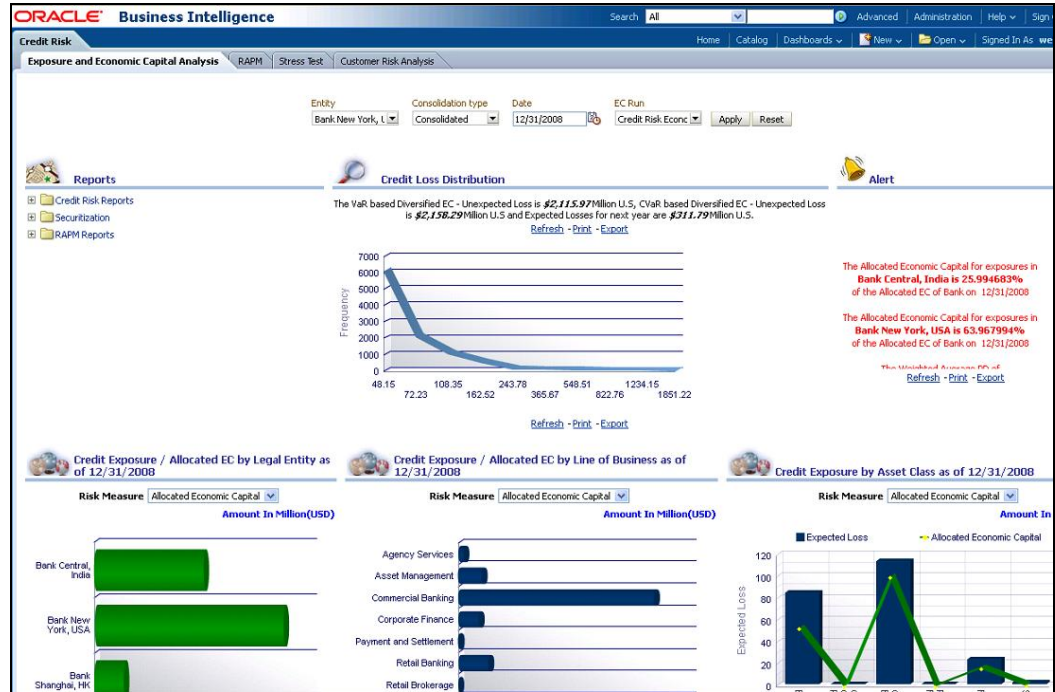 ORACLE Business Intelligence
Search All Advanced Administration Help Sign
Credit Risk
Home Catalog Dashboards New Open Signed In As we
Exposure and Economic Capital Analysis RAPM Stress Test Customer Risk Analysis
Entity Consolidation type Date EC Run
Bank New York, U Consolidated 12/31/2008 Credit Risk Econc Apply Reset
Reports
Credit Risk Reports
Securitization
RAPM Reports
Credit Loss Distribution
The VaR based Diversified EC - Unexpected Loss is $2,115.97Million U.S, CVaR based Diversified EC - Unexpected Loss
is $2,158.29Million U.S and Expected Losses for next year are $311.79Million U.S.
Refresh - Print - Export
7000
6000
5000
4000
3000
2000
1000
0
Frequency
48.15 108.35 243.78 548.51 1234.15
72.23 162.52 365.67 822.76 1851.22
Refresh - Print - Export
Alert
The Allocated Economic Capital for exposures in
Bank Central, India is 25.994683%
of the Allocated EC of Bank on 12/31/2008
The Allocated Economic Capital for exposures in
Bank New York, USA is 63.967994%
of the Allocated EC of Bank on 12/31/2008
The Weighted Average PD of
Refresh - Print - Export
Credit Exposure / Allocated EC by Legal Entity as
of 12/31/2008
Risk Measure Allocated Economic Capital
Amount In Million(USD)
Bank Central,
India
Bank New
York, USA
Bank
Shanghai, HK
Credit Exposure / Allocated EC by Line of Business as of
12/31/2008
Risk Measure Allocated Economic Capital
Amount In Million(USD)
Agency Services
Asset Management
Commercial Banking
Corporate Finance
Payment and Settlement
Retail Banking
Retail Brokerage
Credit Exposure by Asset Class as of 12/31/2008
Risk Measure Allocated Economic Capital
Amount In
Expected Loss Allocated Economic Capital
120
100
80
60
40
20
0
Expected Loss